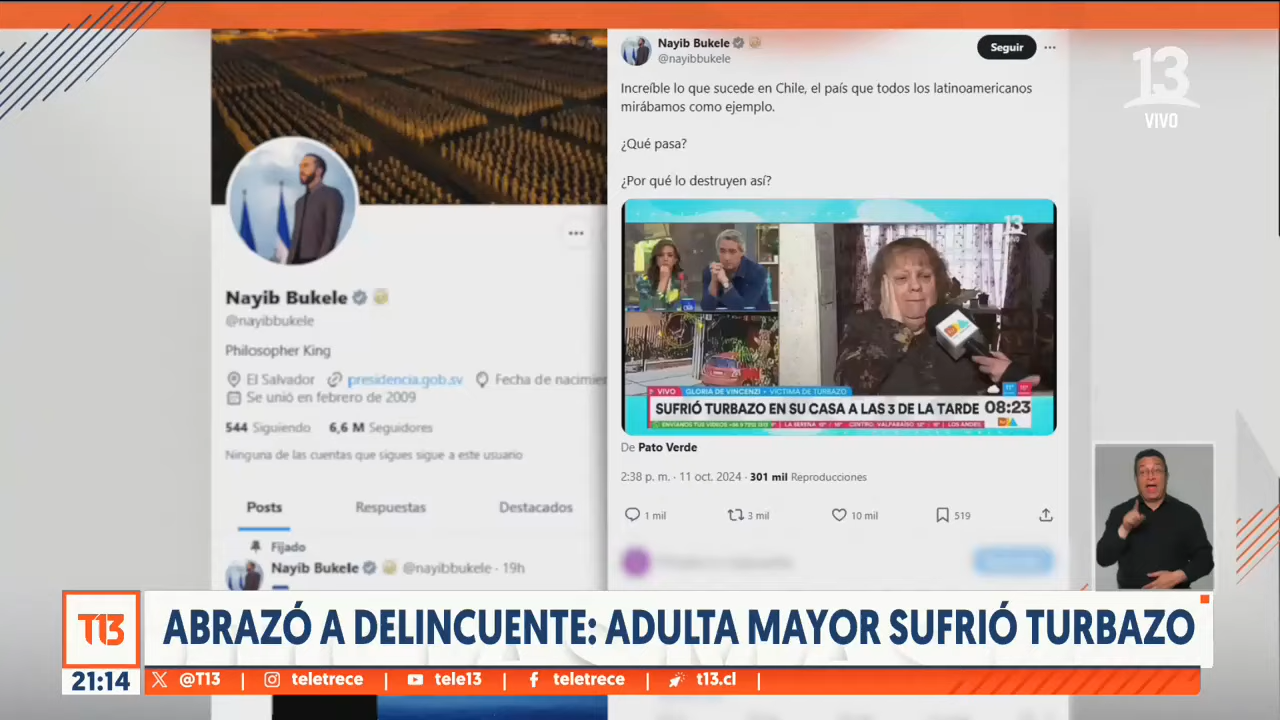 Nayib Bukele
@nayibbukele
Seguir
Increíble lo que sucede en Chile, el país que todos los latinoamericanos
mirábamos como ejemplo.
¿Qué pasa?
¿Por qué lo destruyen así?
13
VIVO
13
VIVO GLORIA DE VINCENZI • VÍCTIMA DE TURBAZO
SUFRIÓ TURBAZO EN SU CASA A LAS 3 DE LA TARDE 08:23
De Pato Verde
2:38 p. m. · 11 oct. 2024 · 301 mil Reproducciones
1 mil 3 mil 10 mil 519
Nayib Bukele
@nayibbukele
Philosopher King
El Salvador presidencia.gob.sv Fecha de nacimien
Se unió en febrero de 2009
544 Siguiendo 6,6 M Seguidores
Ninguna de las cuentas que sigues sigue a este usuario
Posts Respuestas Destacados
Fijado
Nayib Bukele @nayibbukele · 19h
T13
ABRAZÓ A DELINCUENTE: ADULTA MAYOR SUFRIÓ TURBAZO
21:14 @T13 | teletrece | tele13 | teletrece | t13.cl |